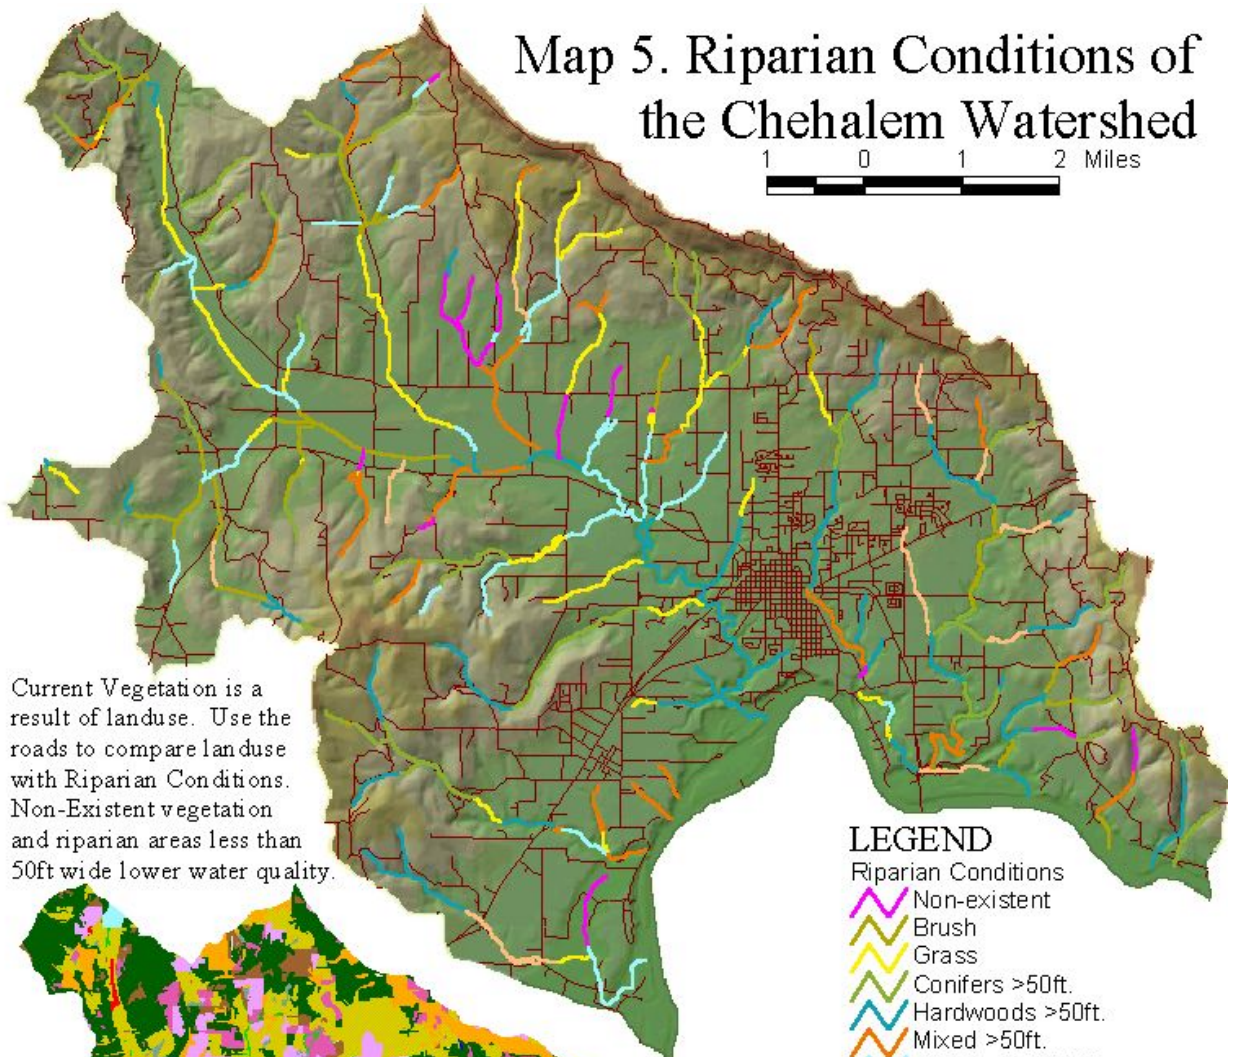 Map 5. Riparian Conditions of
the Chehalem Watershed
1 0 1 2 Miles
Current Vegetation is a
result of landuse. Use the
roads to compare landuse
with Riparian Conditions.
Non-Existent vegetation
and riparian areas less than
50ft wide lower water quality.
LEGEND
Riparian Conditions
Non-existent
Brush
Grass
Conifers >50ft.
Hardwoods >50ft.
Mixed >50ft.